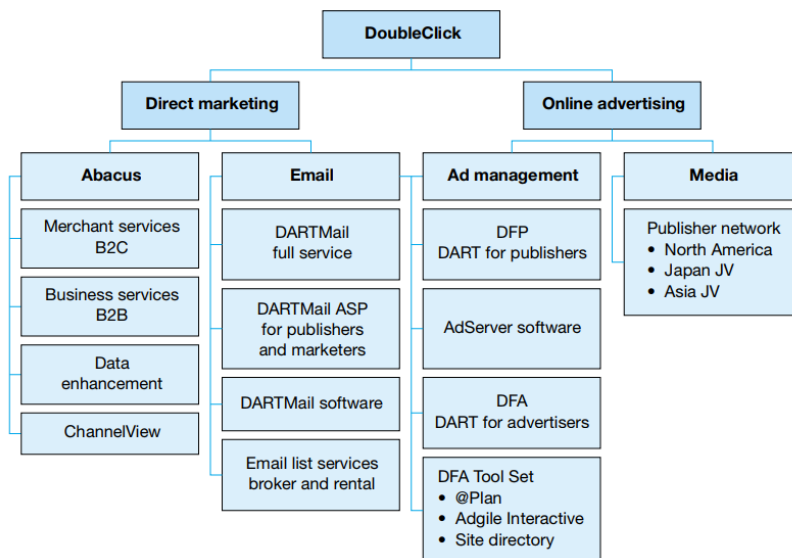 DoubleClick
Direct marketing
Online advertising
Abacus
Email
Ad management
Media
Merchant services
B2C
Business services
B2B
Data
enhancement
ChannelView
DARTMail
full service
DARTMail ASP
for publishers
and marketers
DARTMail software
Email list services
broker and rental
DFP
DART for publishers
AdServer software
DFA
DART for advertisers
DFA Tool Set
• @Plan
• Adgile Interactive
• Site directory
Publisher network
• North America
• Japan JV
• Asia JV